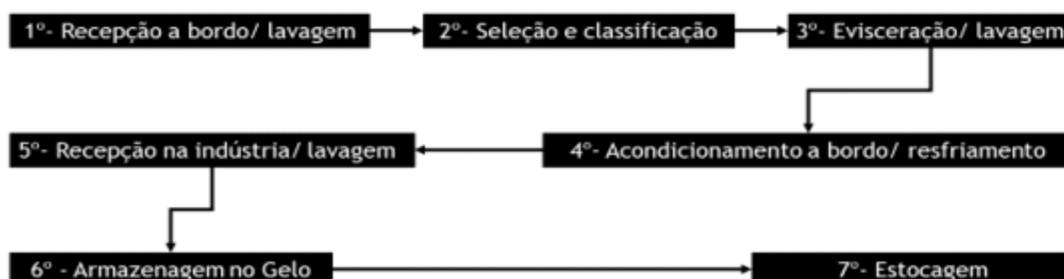 1º- Recepção a bordo/ lavagem
2º- Seleção e classificação
3º- Evisceração/ lavagem
4º- Acondicionamento a bordo/ resfriamento
5º- Recepção na indústria/ lavagem
6º - Armazenagem no Gelo
7º- Estocagem